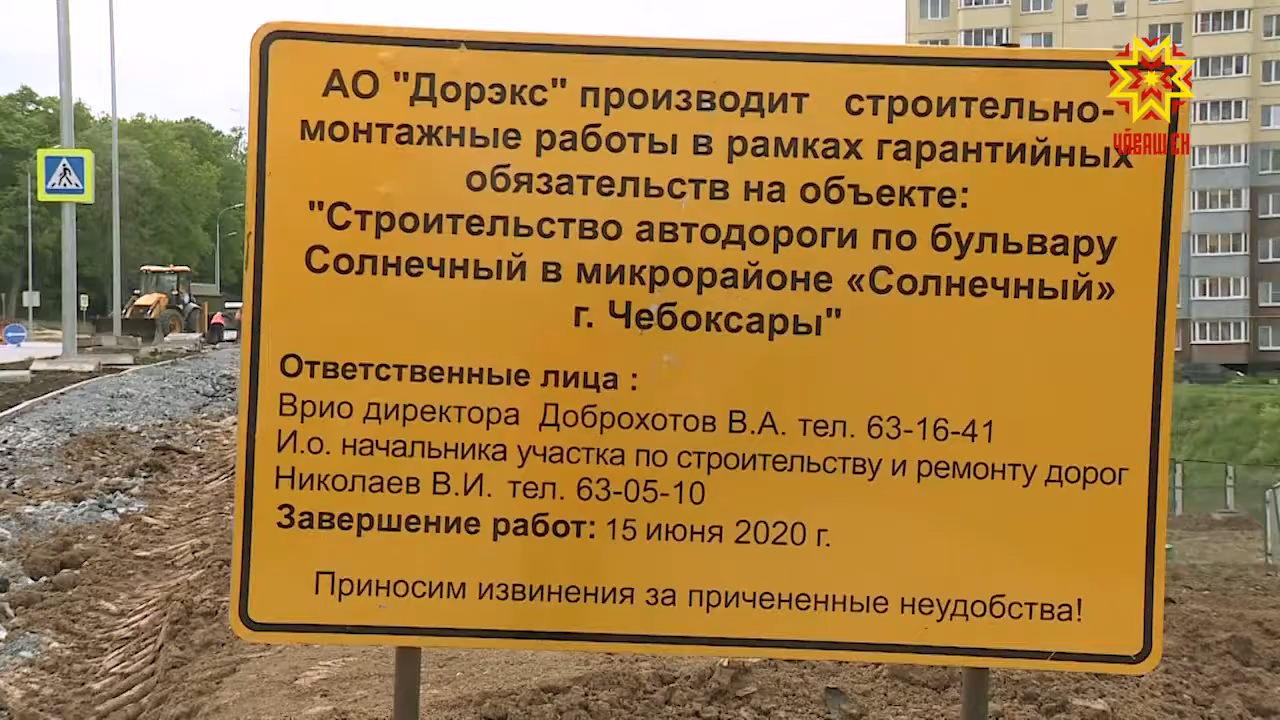 АО "Дорэкс" производит строительно-
монтажные работы в рамках гарантийных
обязательств на объекте:
"Строительство автодороги по бульвару
Солнечный в микрорайоне «Солнечный»
г. Чебоксары"
Ответственные лица :
Врио директора Доброхотов В.А. тел. 63-16-41
И.о. начальника участка по строительству и ремонту дорог
Николаев В.И. тел. 63-05-10
Завершение работ: 15 июня 2020 г.
Приносим извинения за причененные неудобства!
ЧӐВАШ ЕН